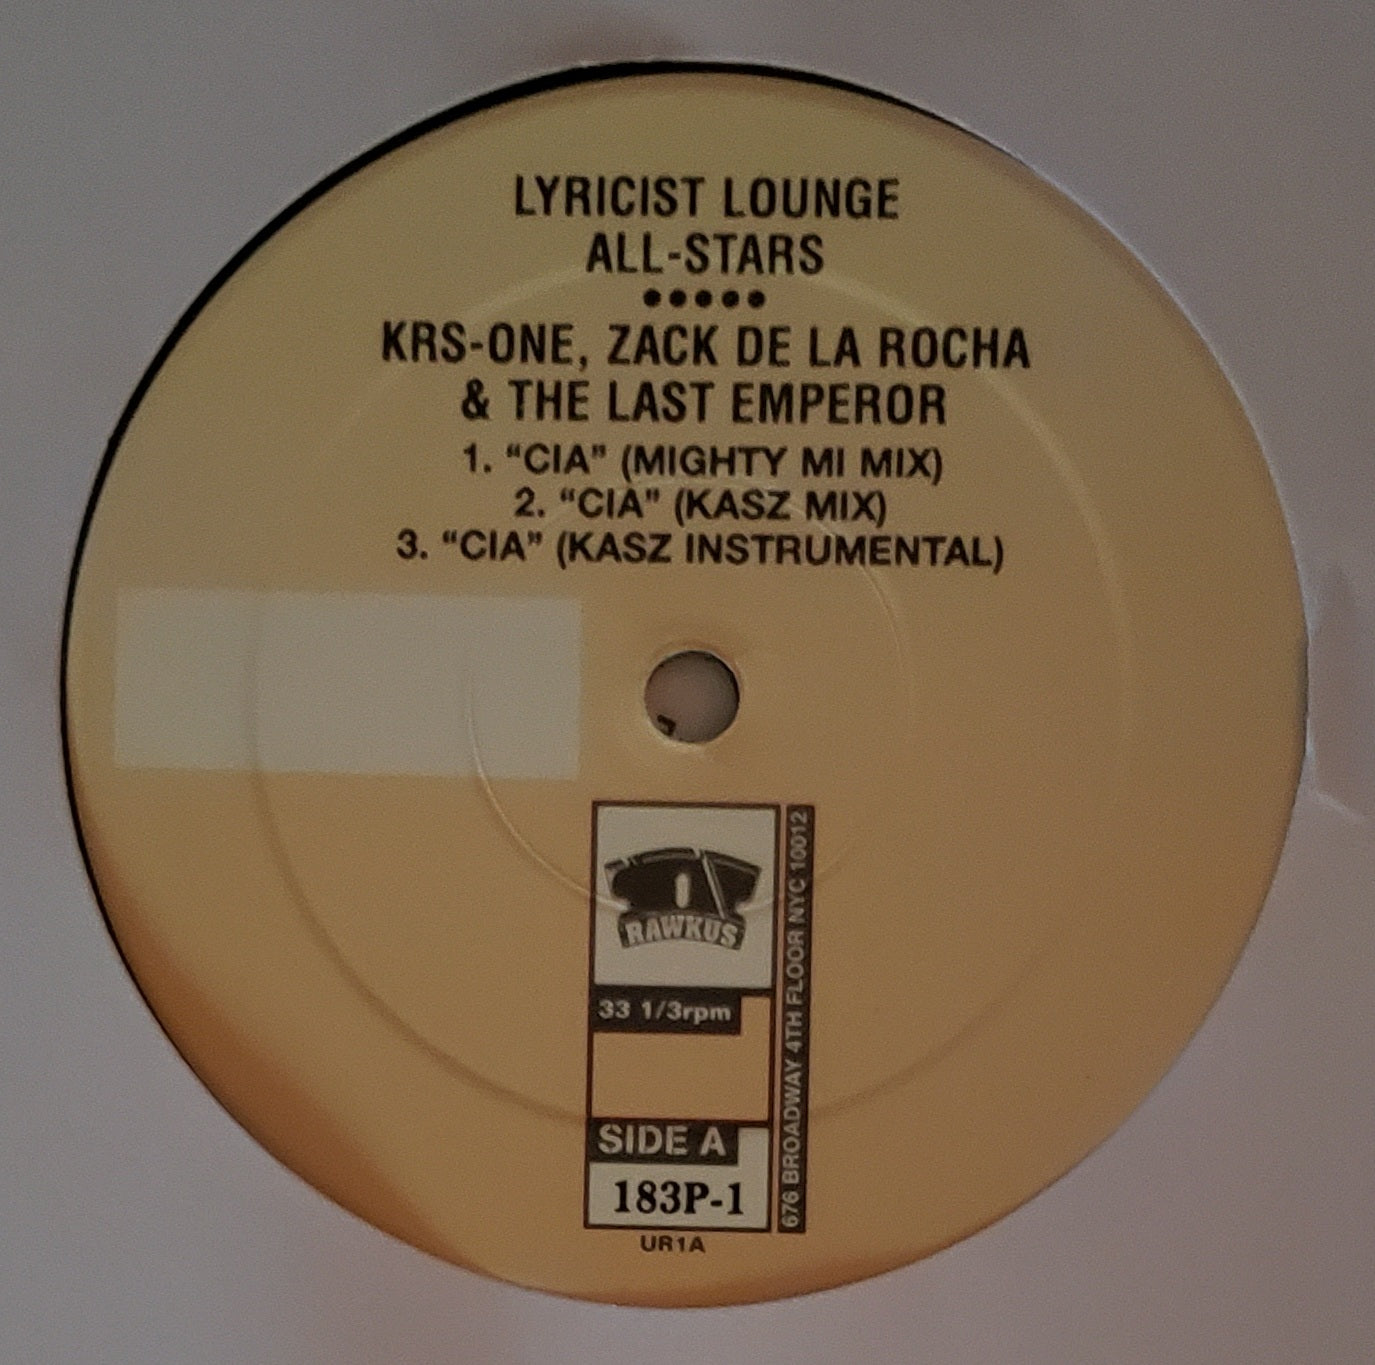 LYRICIST LOUNGE
ALL-STARS
•••••
KRS-ONE, ZACK DE LA ROCHA
& THE LAST EMPEROR
1. “CIA” (MIGHTY MI MIX)
2. “CIA” (KASZ MIX)
3. “CIA” (KASZ INSTRUMENTAL)
RAWKUS
33 1/3rpm
SIDE A
183P-1
UR1A
676 BROADWAY 4TH FLOOR NYC 10012